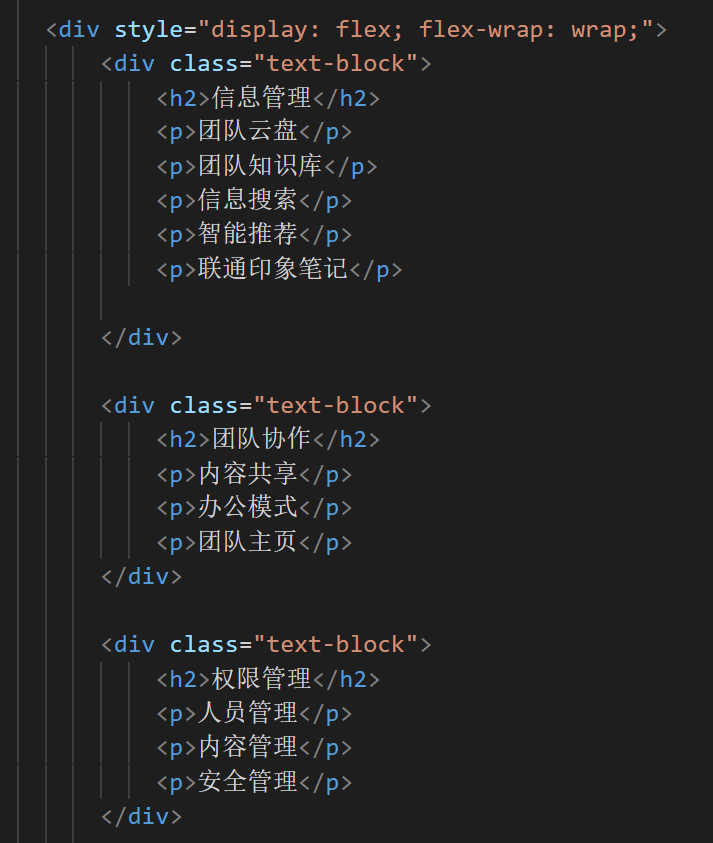 <div style="display: flex; flex-wrap: wrap;">
<div class="text-block">
<h2>信息管理</h2>
<p>团队云盘</p>
<p>团队知识库</p>
<p>信息搜索</p>
<p>智能推荐</p>
<p>联通印象笔记</p>
</div>
<div class="text-block">
<h2>团队协作</h2>
<p>内容共享</p>
<p>办公模式</p>
<p>团队主页</p>
</div>
<div class="text-block">
<h2>权限管理</h2>
<p>人员管理</p>
<p>内容管理</p>
<p>安全管理</p>
</div>